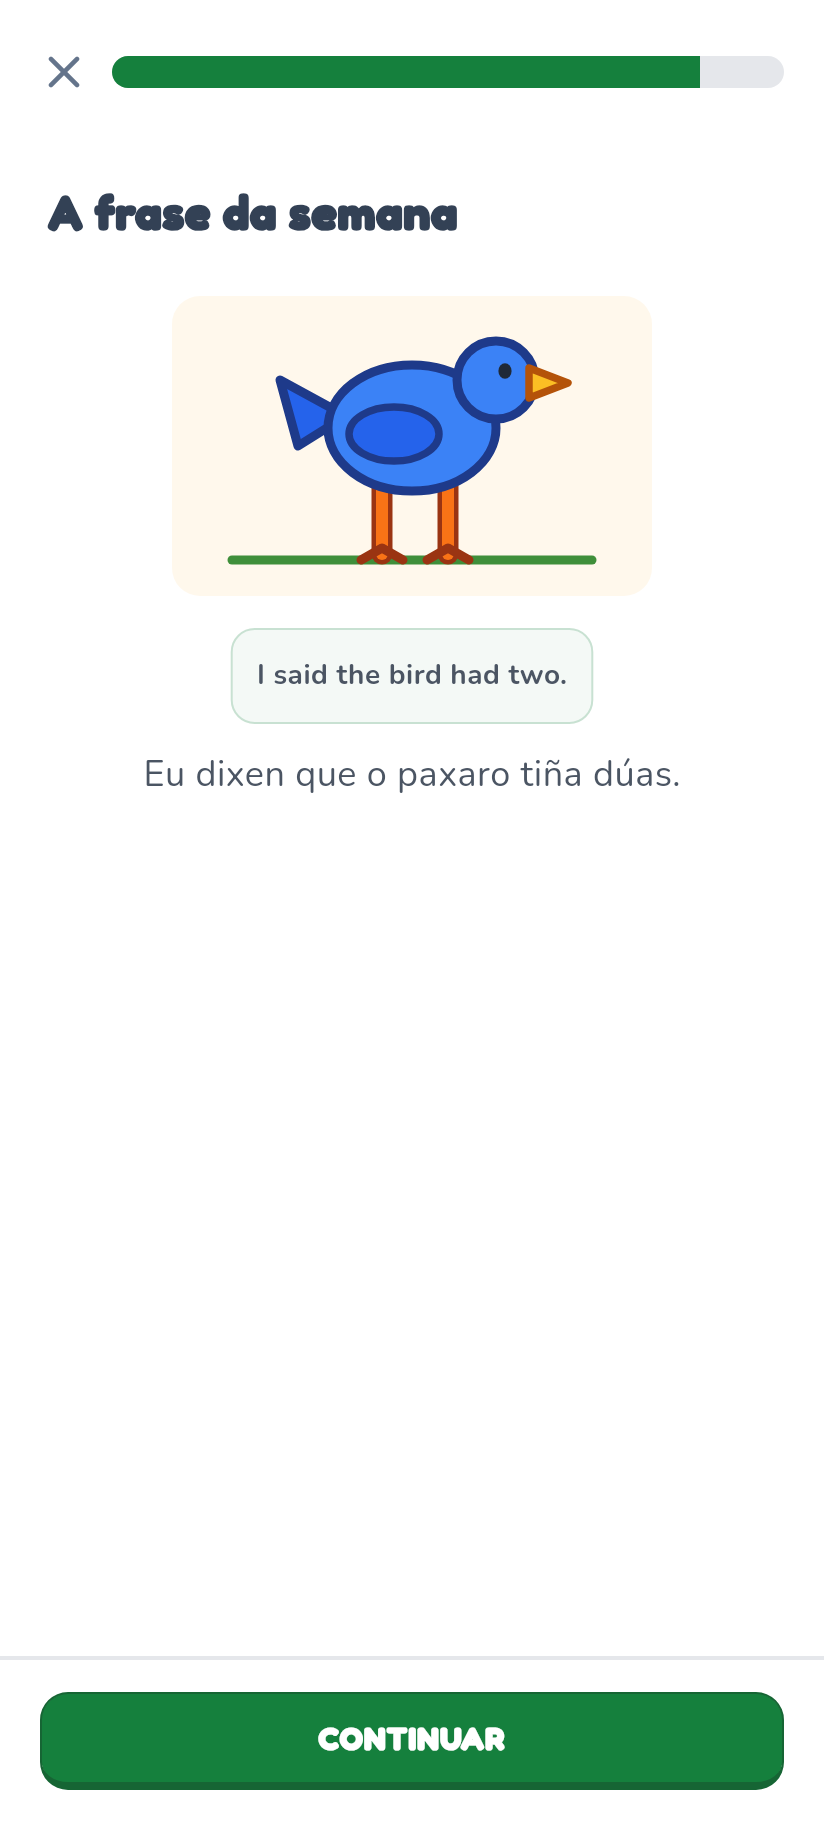 A frase da semana
I said the bird had two.
Eu dixen que o paxaro tiña dúas.
CONTINUAR